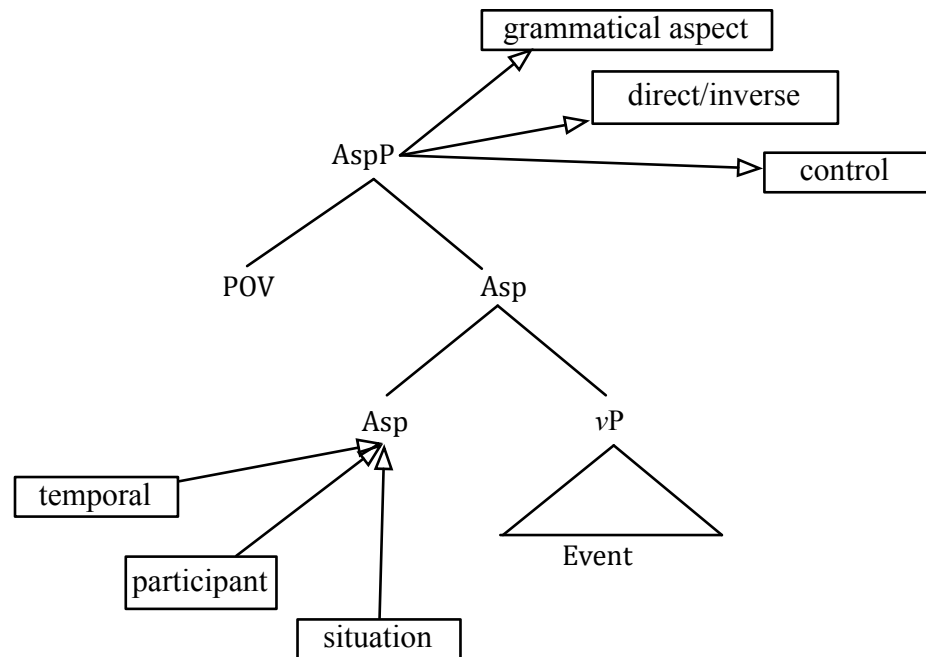 grammatical aspect
direct/inverse
AspP
control
POV
Asp
Asp
vP
temporal
Event
participant
situation